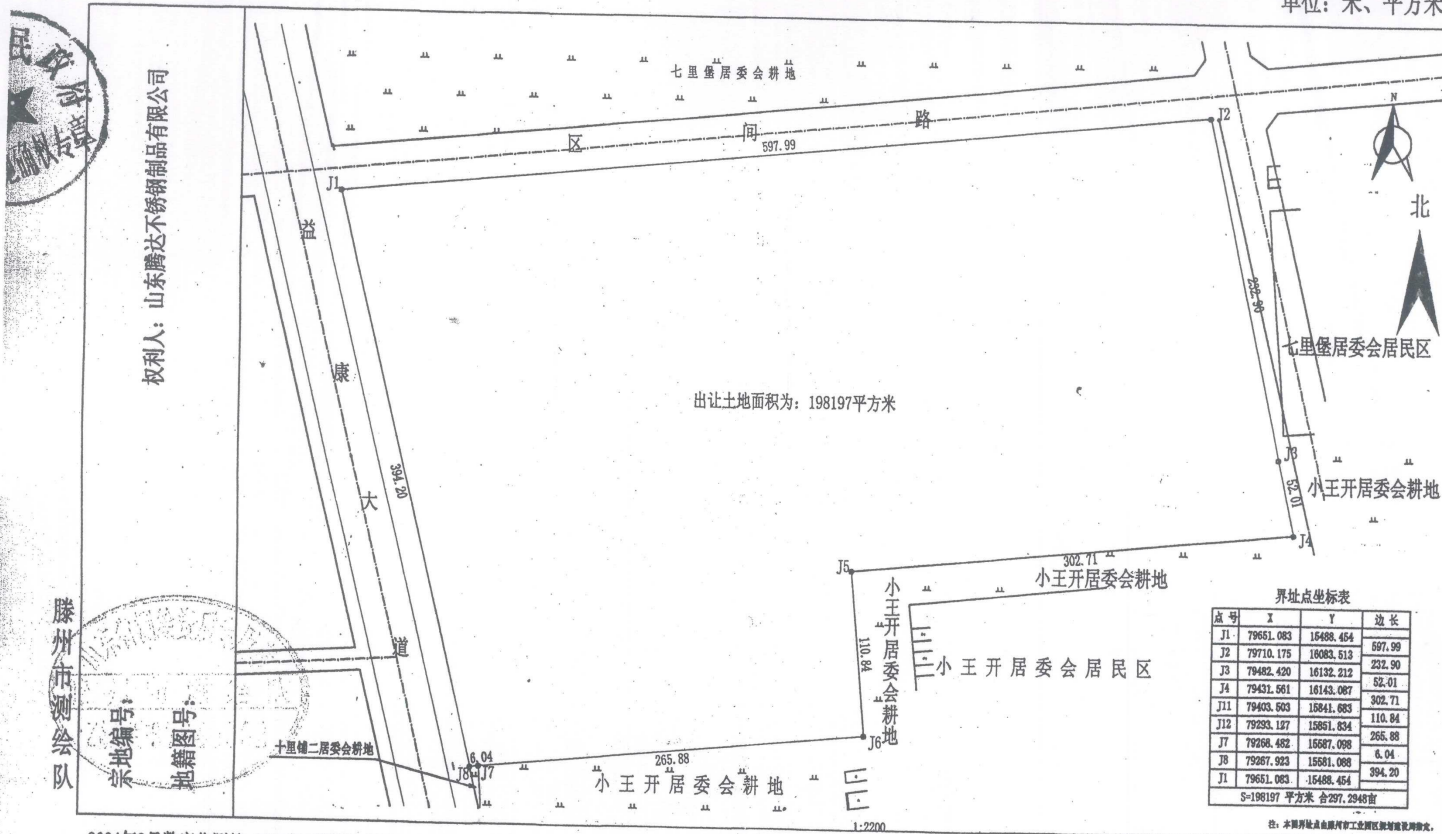 单位：米、平方米
权利人：山东腾达不锈钢制品有限公司
七里堡居委会耕地
区间路
597.99
J1
J2
N
北
益康大道
394.20
232.90
七里堡居委会居民区
出让土地面积为：198197平方米
J3
小王开居委会耕地
52.01
J4
302.71
J5
小王开居委会耕地
小王开居委会耕地
110.84
小王开居委会居民区
J6
265.88
6.04
J8
J7
十里铺二居委会耕地
小王开居委会耕地
滕州市测绘队
宗地编号：
地籍图号：
界址点坐标表
点号 X Y 边长
J1 79651.083 15488.454
597.99
J2 79710.175 16083.513
232.90
J3 79482.420 16132.212
52.01
J4 79431.561 16143.087
302.71
J11 79403.503 15841.683
110.84
J12 79293.127 15851.834
265.88
J7 79268.462 15587.098
6.04
J8 79267.923 15581.088
394.20
J1 79651.083 15488.454
S=198197 平方米 合297.2948亩
1:2200